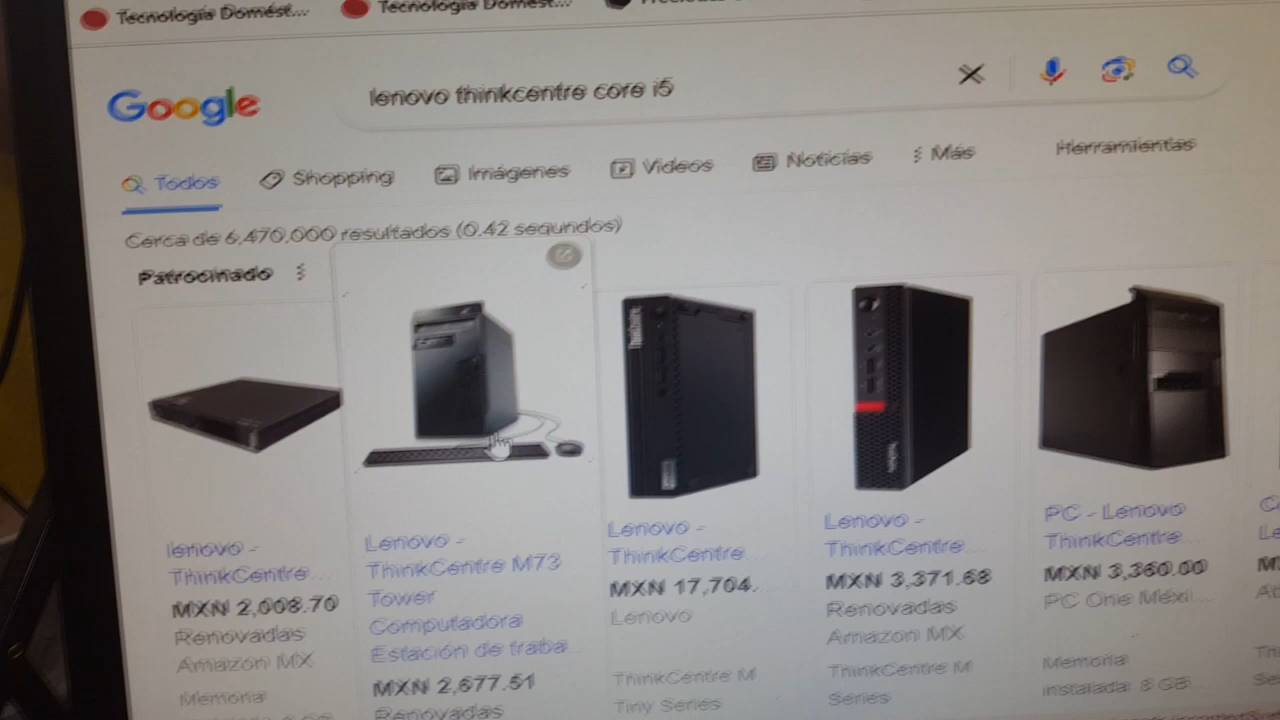 Tecnología Domést...
Tecnología Domést...
Google
lenovo thinkcentre core i5
Todos
Shopping
Imágenes
Videos
Noticias
Más
Herramientas
Cerca de 6,470,000 resultados (0.42 segundos)
Patrocinado
lenovo -
ThinkCentre...
MXN 2,008.70
Renovadas
Amazon MX
Memoria
Lenovo -
ThinkCentre M73
Tower
Computadora
Estación de traba...
MXN 2,677.51
Renovadas
Lenovo -
ThinkCentre...
MXN 17,704.
Lenovo
ThinkCentre M
Tiny Series
Lenovo -
ThinkCentre...
MXN 3,371.68
Renovadas
Amazon MX
ThinkCentre M
Series
PC - Lenovo
ThinkCentre...
MXN 3,360.00
PC One Méxi...
Memoria
instalada: 8 GB...